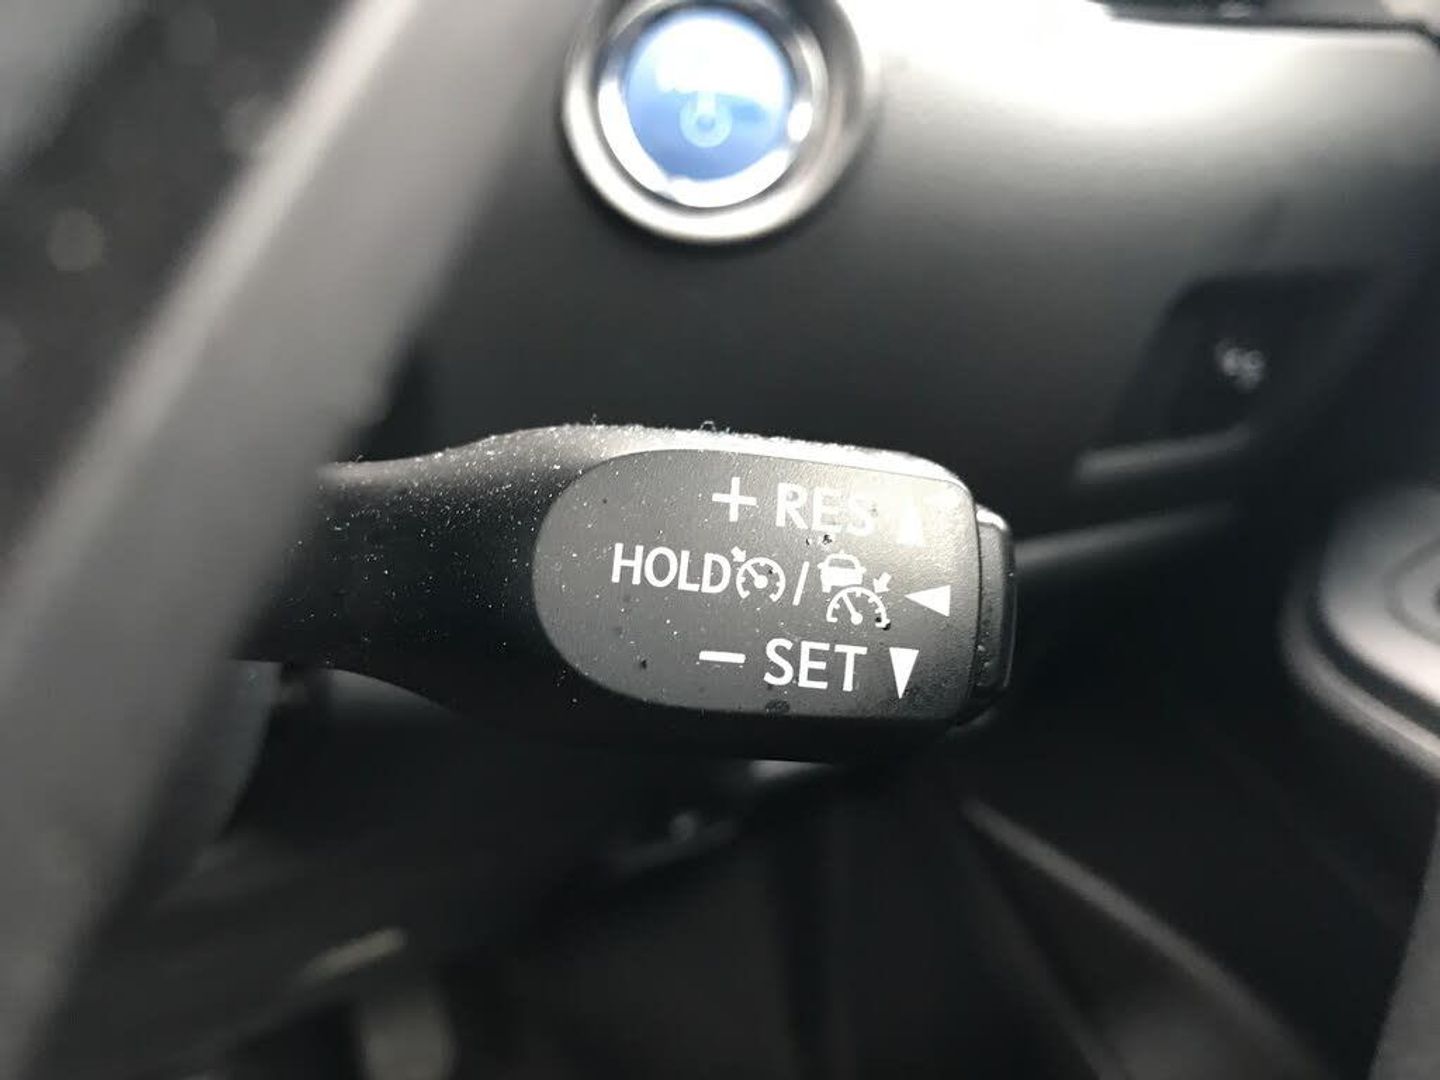 + RES ▲
HOLD / ◀
− SET ▼